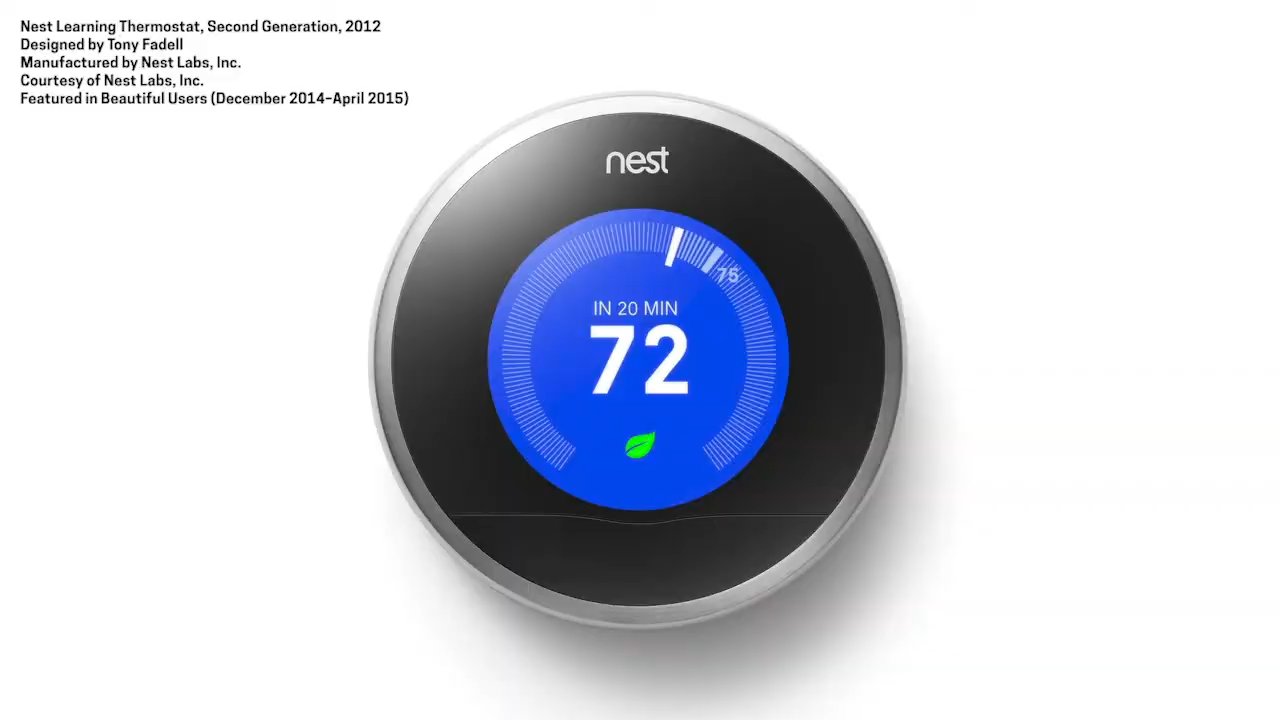 Nest Learning Thermostat, Second Generation, 2012
Designed by Tony Fadell
Manufactured by Nest Labs, Inc.
Courtesy of Nest Labs, Inc.
Featured in Beautiful Users (December 2014–April 2015)
nest
75
IN 20 MIN
72